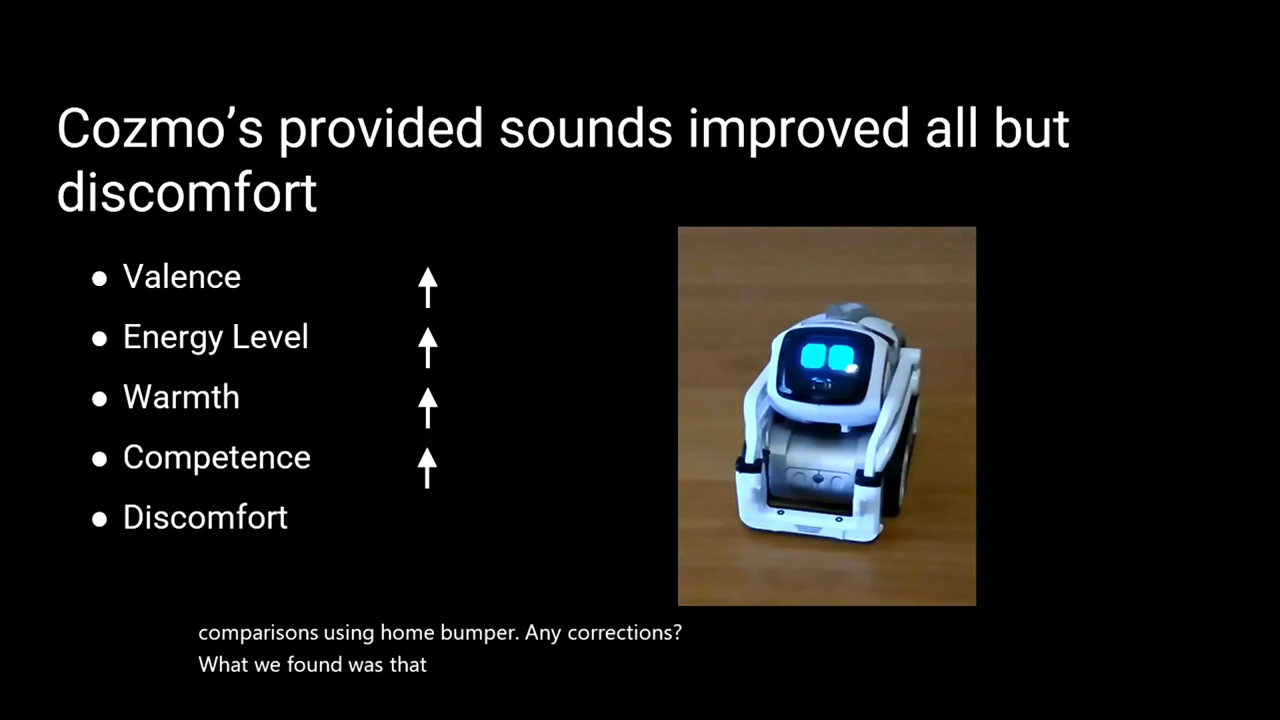 Cozmo’s provided sounds improved all but
discomfort
● Valence
● Energy Level
● Warmth
● Competence
● Discomfort
comparisons using home bumper. Any corrections?
What we found was that